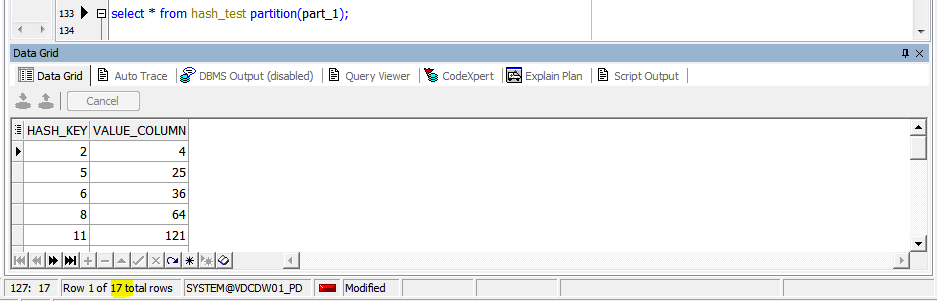 133 select * from hash_test partition(part_1);
134
Data Grid
Data Grid Auto Trace DBMS Output (disabled) Query Viewer CodeXpert Explain Plan Script Output
Cancel
HASH_KEY VALUE_COLUMN
2 4
5 25
6 36
8 64
11 121
127: 17 Row 1 of 17 total rows SYSTEM@VDCDW01_PD Modified